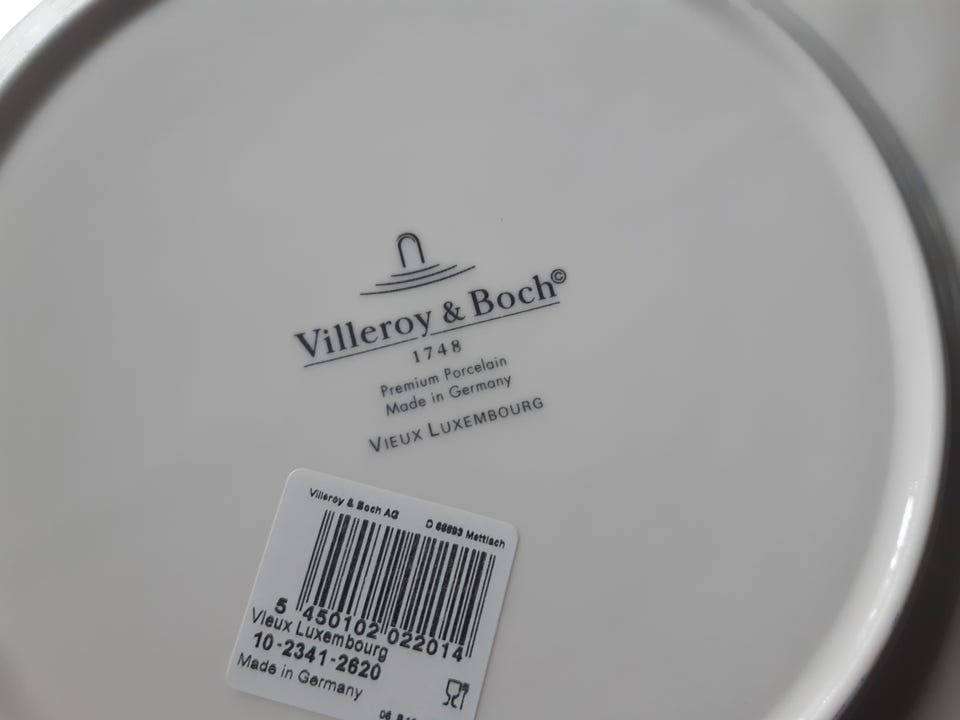 Villeroy & Boch©
1748
Premium Porcelain
Made in Germany
VIEUX LUXEMBOURG
Villeroy & Boch AG D 66693 Mettlach
5 450102 022014
Vieux Luxembourg
10-2341-2620
Made in Germany
06